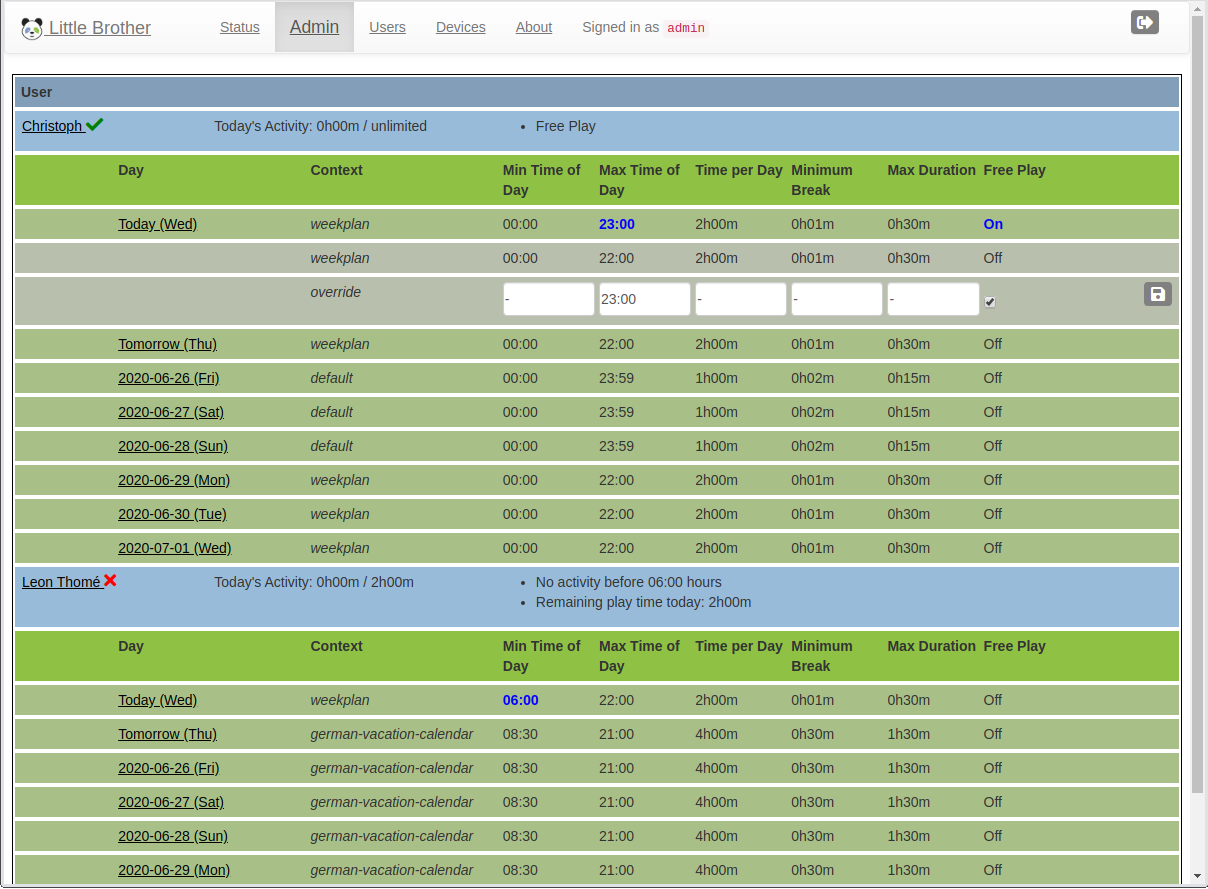 Little Brother Status Admin Users Devices About Signed in as admin
User
Christoph Today's Activity: 0h00m / unlimited • Free Play
Day Context Min Time of Day Max Time of Day Time per Day Minimum Break Max Duration Free Play
Today (Wed) weekplan 00:00 23:00 2h00m 0h01m 0h30m On
weekplan 00:00 22:00 2h00m 0h01m 0h30m Off
override - 23:00 - - -
Tomorrow (Thu) weekplan 00:00 22:00 2h00m 0h01m 0h30m Off
2020-06-26 (Fri) default 00:00 23:59 1h00m 0h02m 0h15m Off
2020-06-27 (Sat) default 00:00 23:59 1h00m 0h02m 0h15m Off
2020-06-28 (Sun) default 00:00 23:59 1h00m 0h02m 0h15m Off
2020-06-29 (Mon) weekplan 00:00 22:00 2h00m 0h01m 0h30m Off
2020-06-30 (Tue) weekplan 00:00 22:00 2h00m 0h01m 0h30m Off
2020-07-01 (Wed) weekplan 00:00 22:00 2h00m 0h01m 0h30m Off
Leon Thomé Today's Activity: 0h00m / 2h00m • No activity before 06:00 hours
• Remaining play time today: 2h00m
Day Context Min Time of Day Max Time of Day Time per Day Minimum Break Max Duration Free Play
Today (Wed) weekplan 06:00 22:00 2h00m 0h01m 0h30m Off
Tomorrow (Thu) german-vacation-calendar 08:30 21:00 4h00m 0h30m 1h30m Off
2020-06-26 (Fri) german-vacation-calendar 08:30 21:00 4h00m 0h30m 1h30m Off
2020-06-27 (Sat) german-vacation-calendar 08:30 21:00 4h00m 0h30m 1h30m Off
2020-06-28 (Sun) german-vacation-calendar 08:30 21:00 4h00m 0h30m 1h30m Off
2020-06-29 (Mon) german-vacation-calendar 08:30 21:00 4h00m 0h30m 1h30m Off